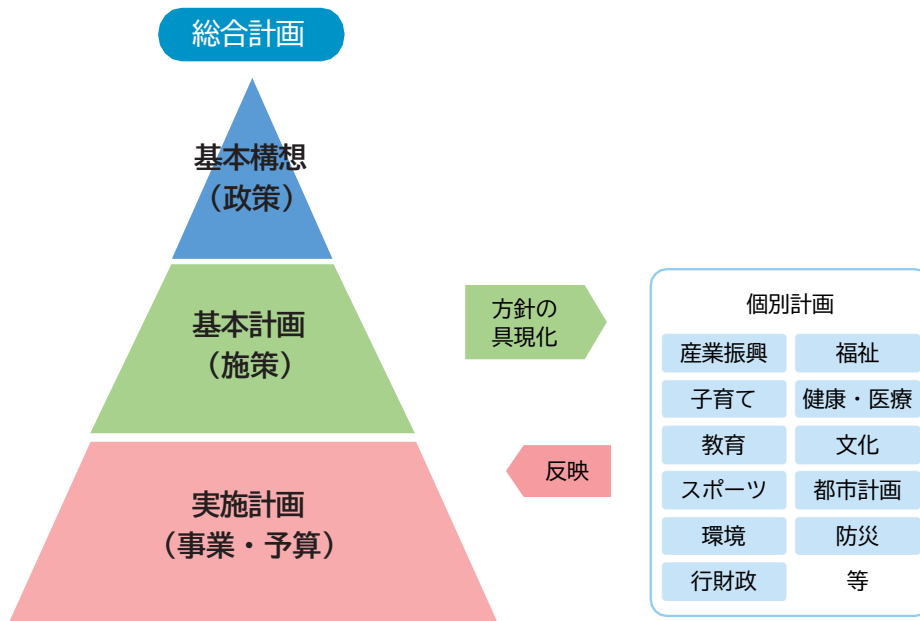 総合計画
基本構想
（政策）
基本計画
（施策）
実施計画
（事業・予算）
方針の
具現化
反映
個別計画
産業振興
福祉
子育て
健康・医療
教育
文化
スポーツ
都市計画
環境
防災
行財政
等